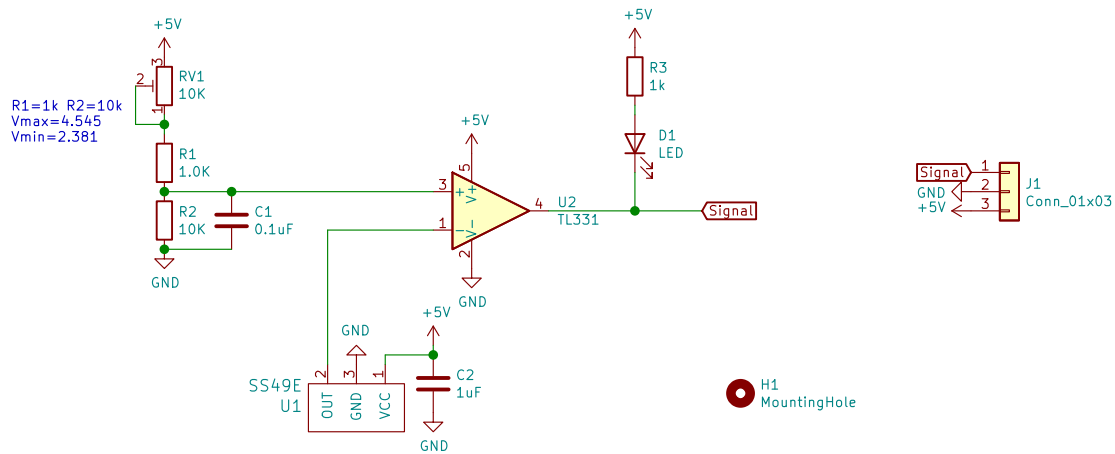 +5V
3
2
RV1
10K
1
R1=1k R2=10k
Vmax=4.545
Vmin=2.381
R1
1.0K
R2
10K
C1
0.1uF
GND
+5V
3
+
5
V+
1
-
V-
2
4
U2
TL331
GND
+5V
R3
1k
D1
LED
Signal
Signal
1
GND
2
+5V
3
J1
Conn_01x03
GND
+5V
SS49E
U1
2
3
1
OUT
GND
VCC
C2
1uF
GND
H1
MountingHole